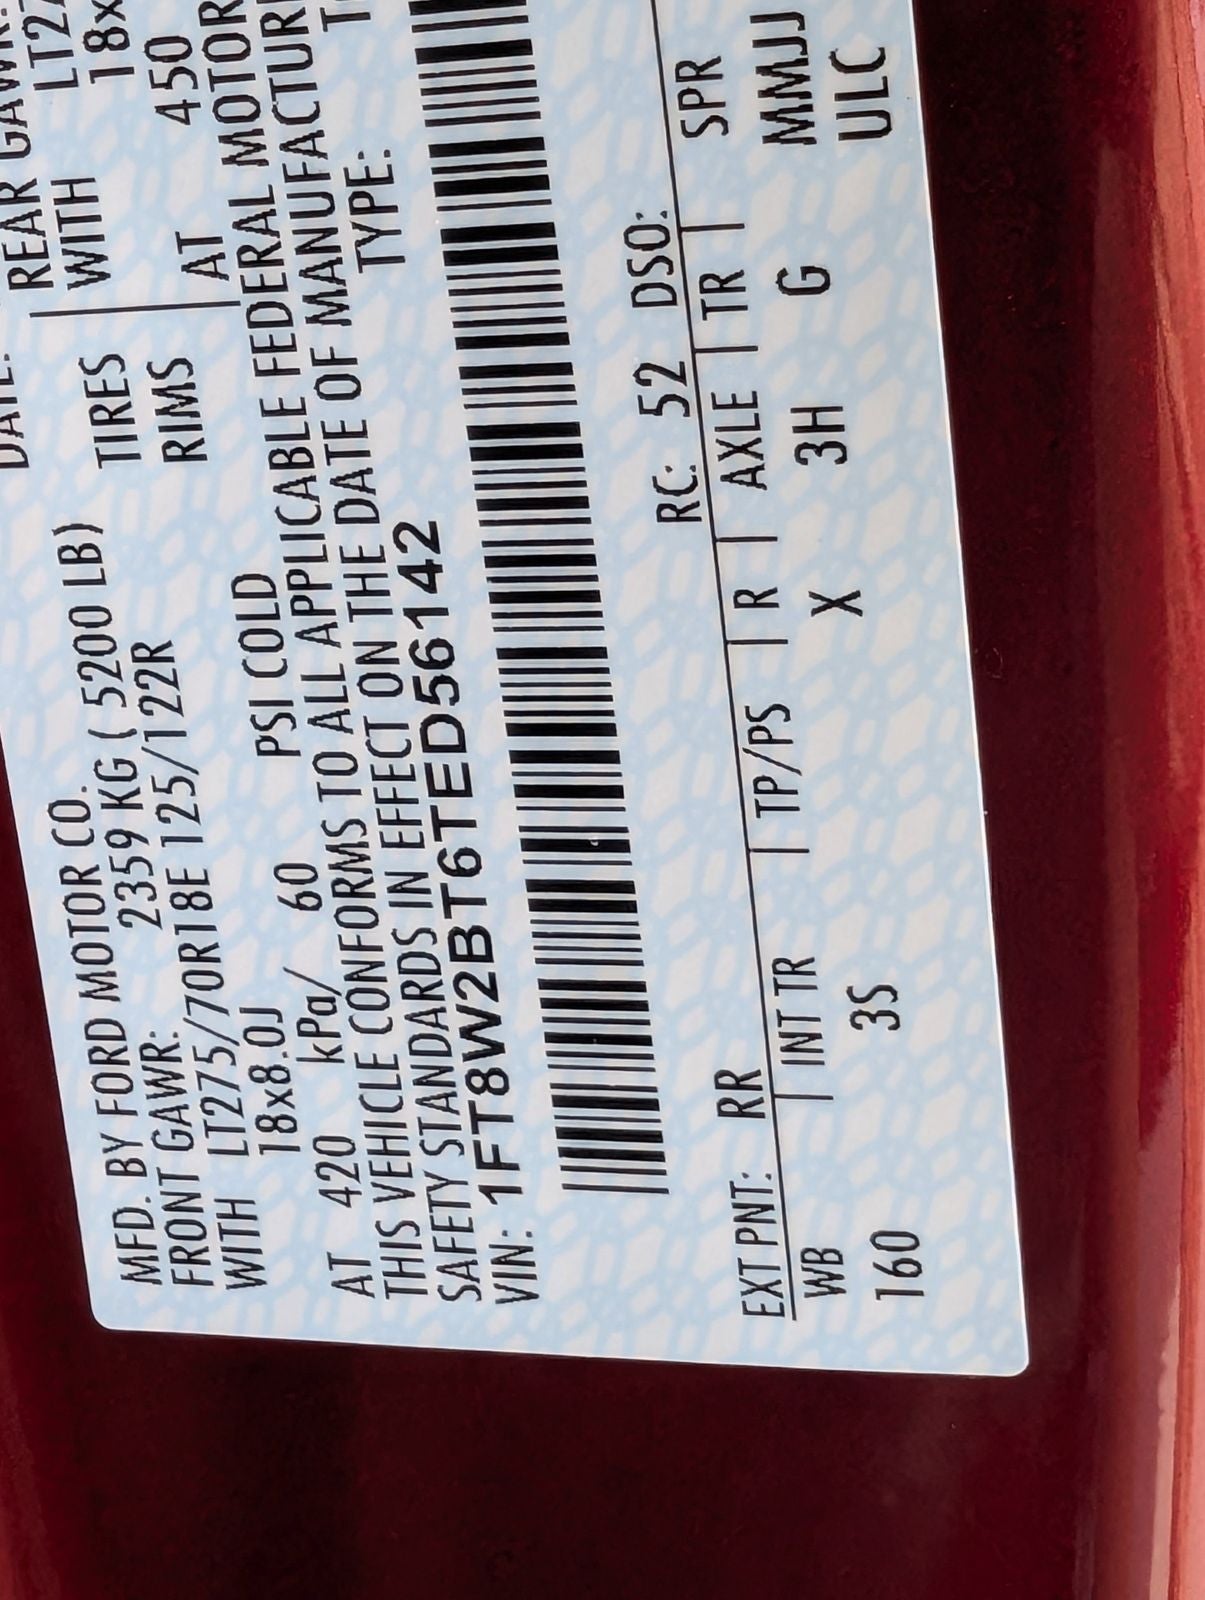 DATE:
MFD. BY FORD MOTOR CO.
FRONT GAWR: 2359 KG ( 5200 LB)
REAR GAWR:
WITH LT275/70R18E 125/122R
TIRES
WITH
18x8.0J
RIMS
18x
AT 420 kPa/ 60 PSI COLD
AT 450
THIS VEHICLE CONFORMS TO ALL APPLICABLE FEDERAL MOTOR
SAFETY STANDARDS IN EFFECT ON THE DATE OF MANUFACTUR
VIN: 1FT8W2BT6TED56142
TYPE:
EXT PNT: RR RC: 52 DSO:
WB INT TR TP/PS R AXLE TR SPR
160 3S X 3H G MMJJ
ULC